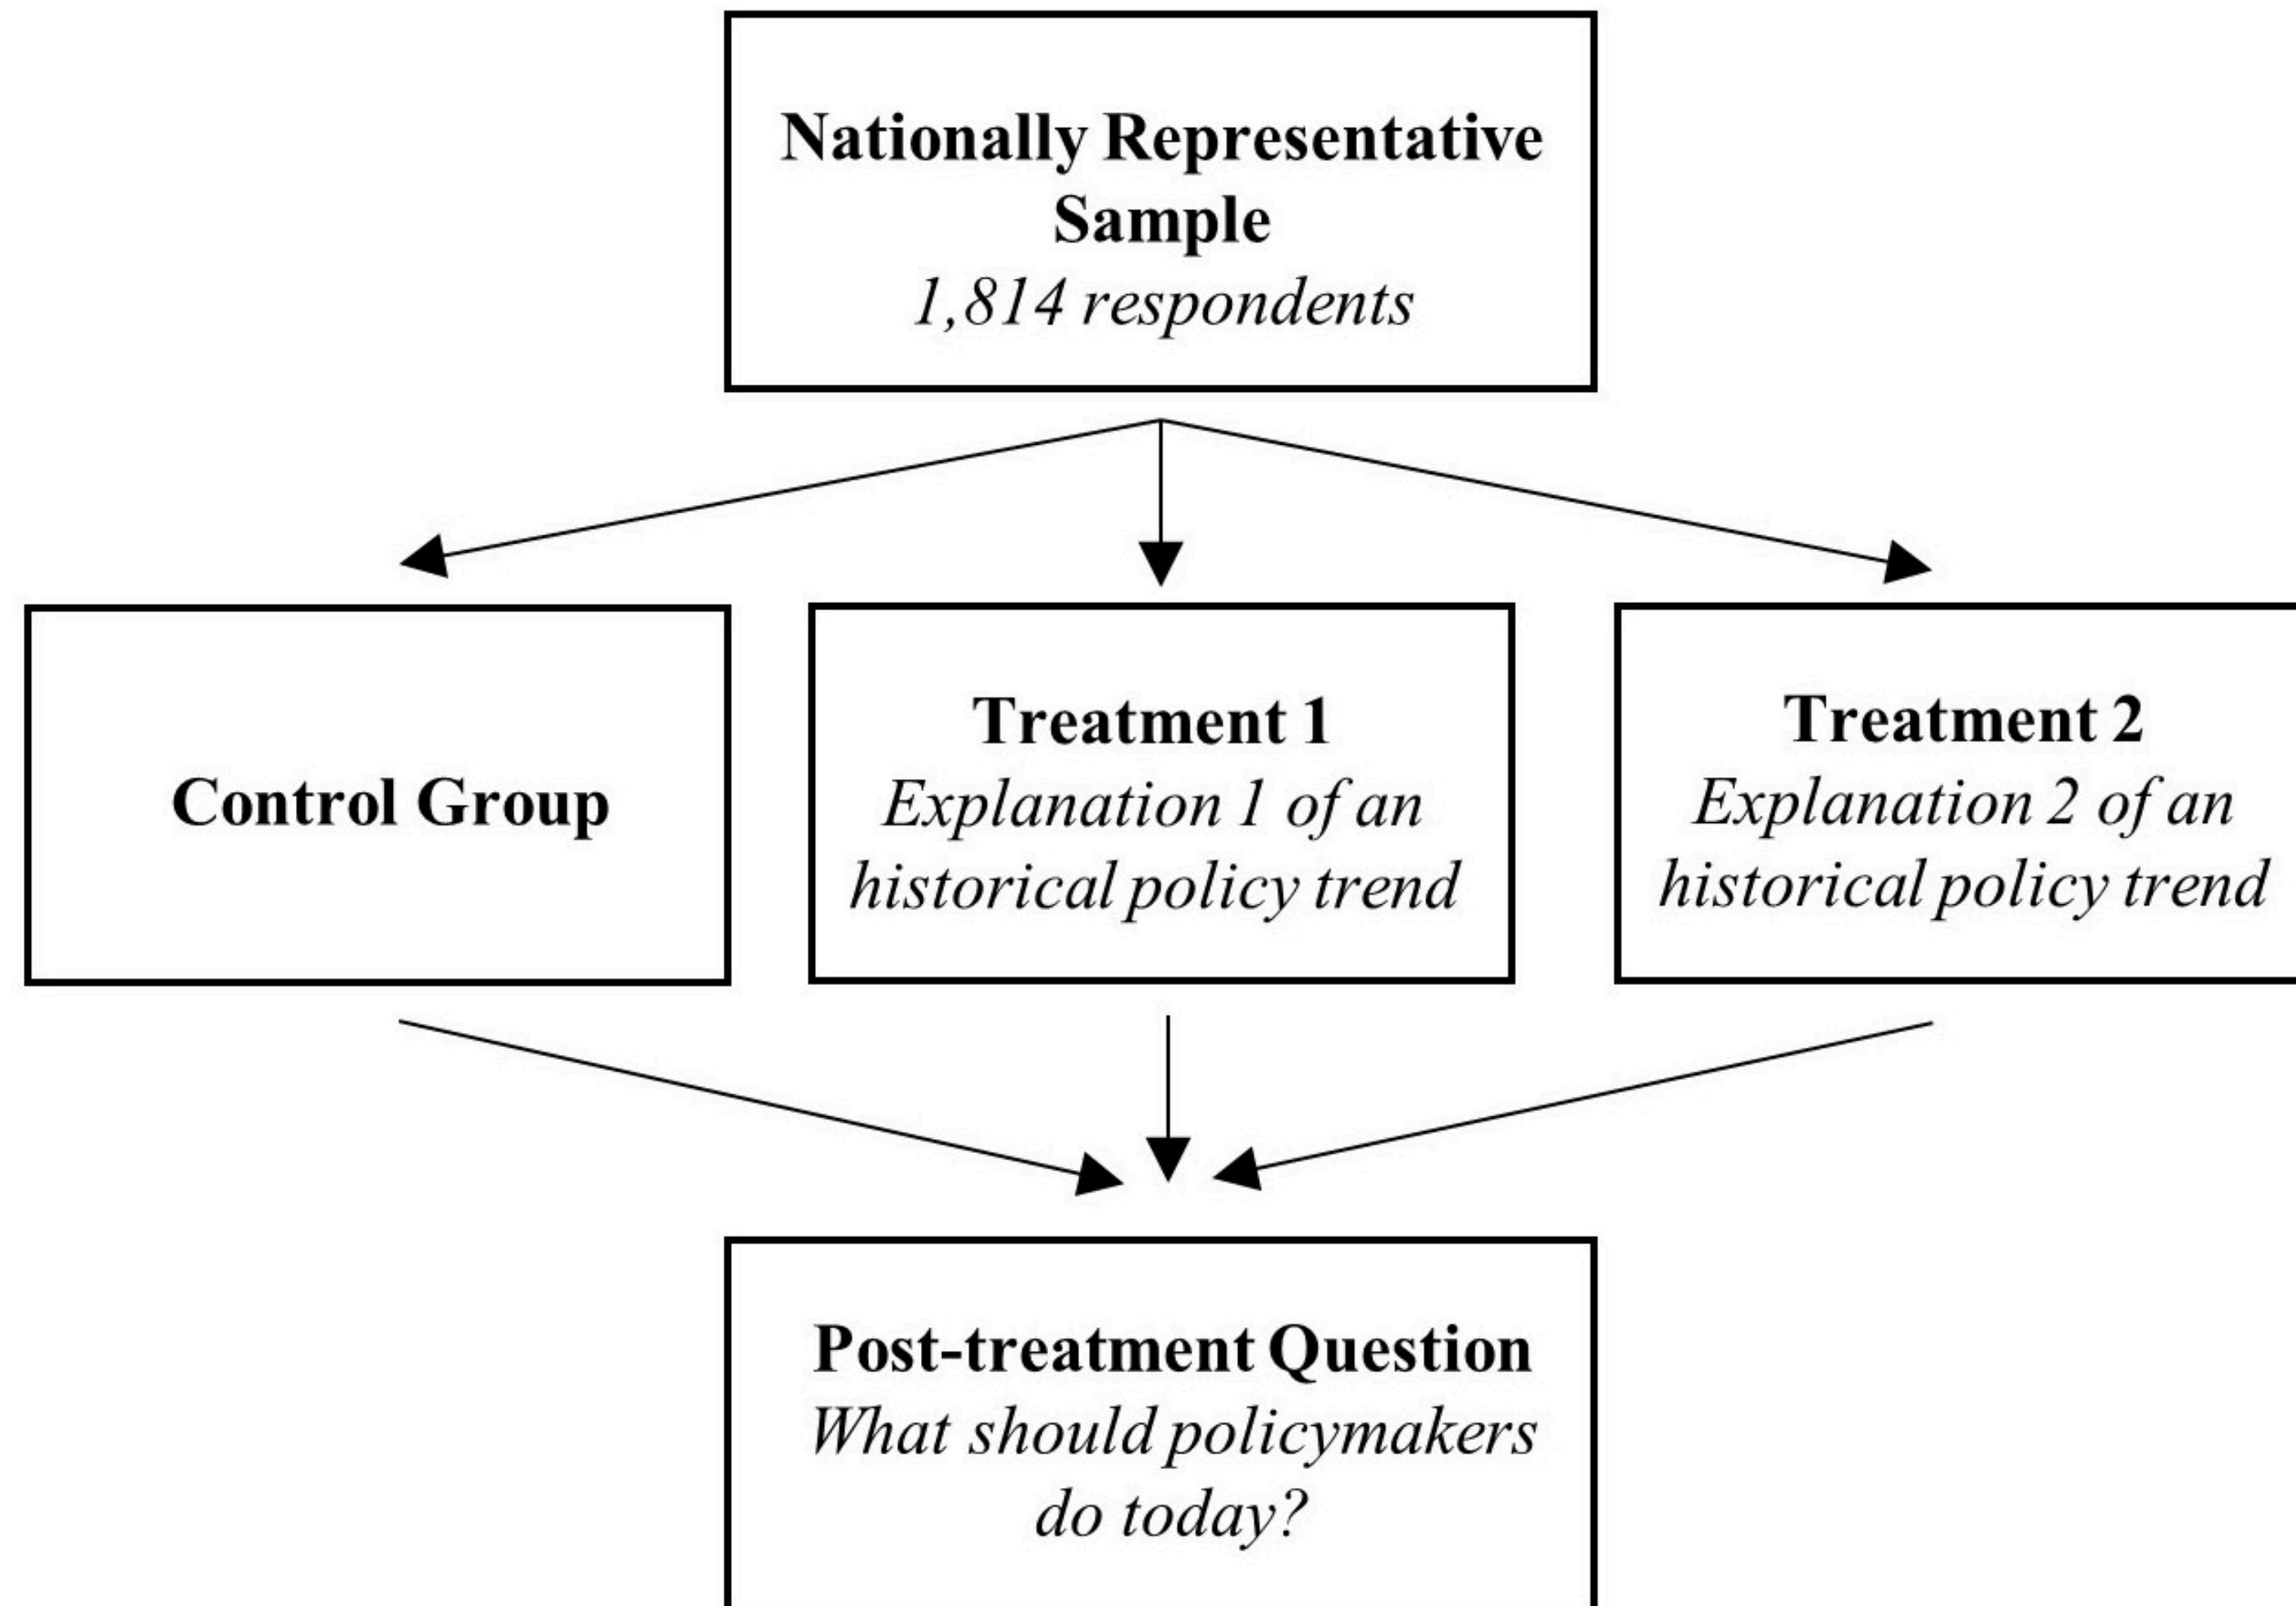 Nationally Representative
Sample
1,814 respondents
Control Group
Treatment 1
Explanation 1 of an
historical policy trend
Treatment 2
Explanation 2 of an
historical policy trend
Post-treatment Question
What should policymakers
do today?